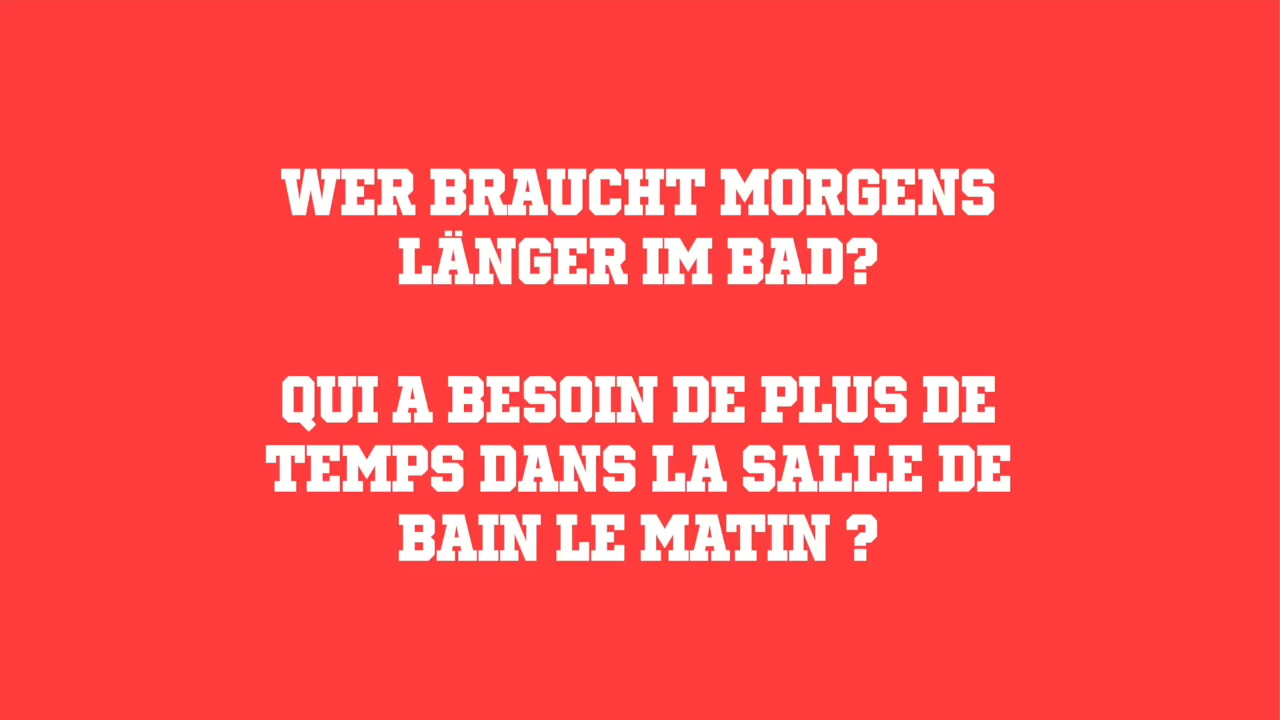 WER BRAUCHT MORGENS
LÄNGER IM BAD?
QUI A BESOIN DE PLUS DE
TEMPS DANS LA SALLE DE
BAIN LE MATIN ?